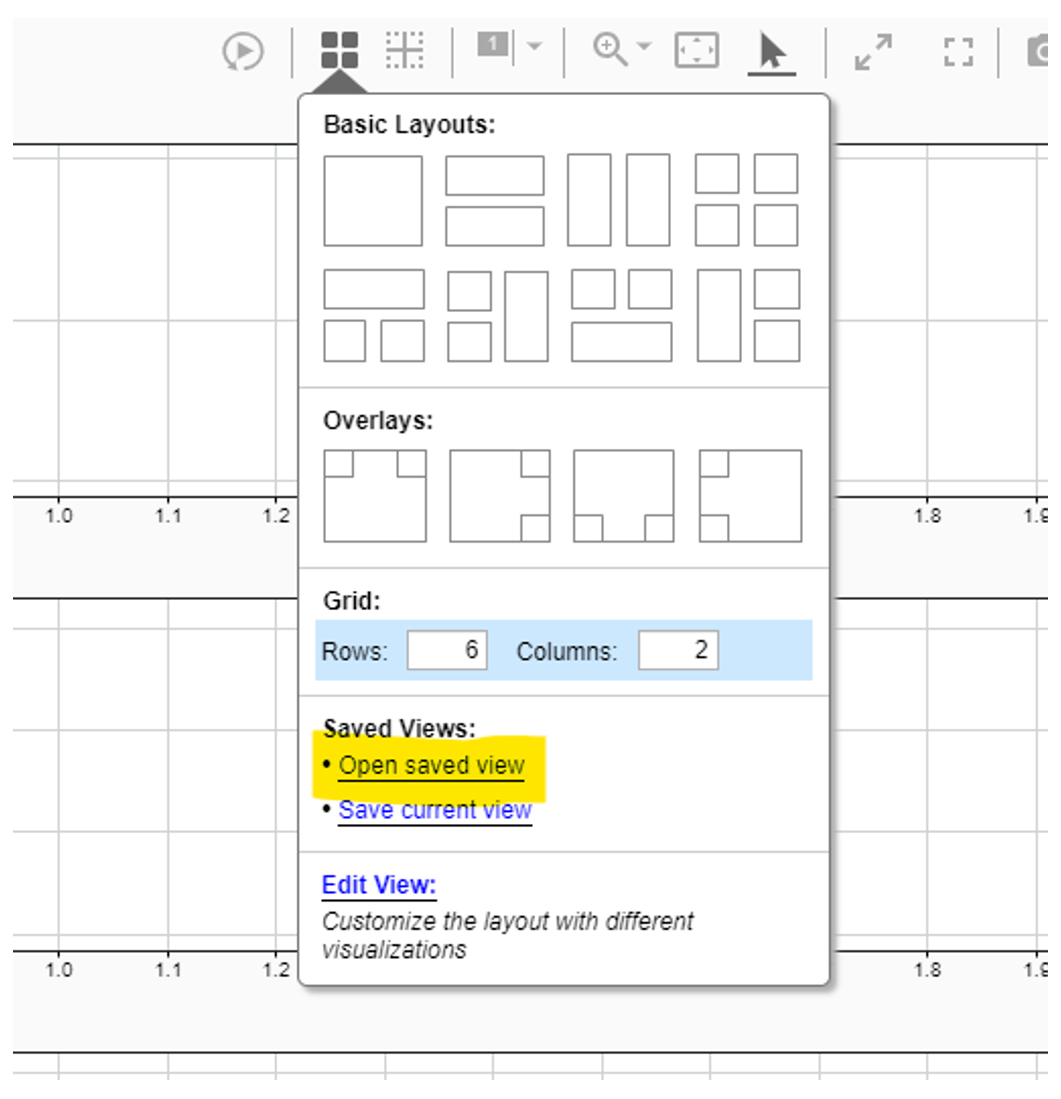 1
Basic Layouts:
Overlays:
1.0 1.1 1.2 1.8 1.9
Grid:
Rows: 6 Columns: 2
Saved Views:
• Open saved view
• Save current view
Edit View:
Customize the layout with different
visualizations
1.0 1.1 1.2 1.8 1.9